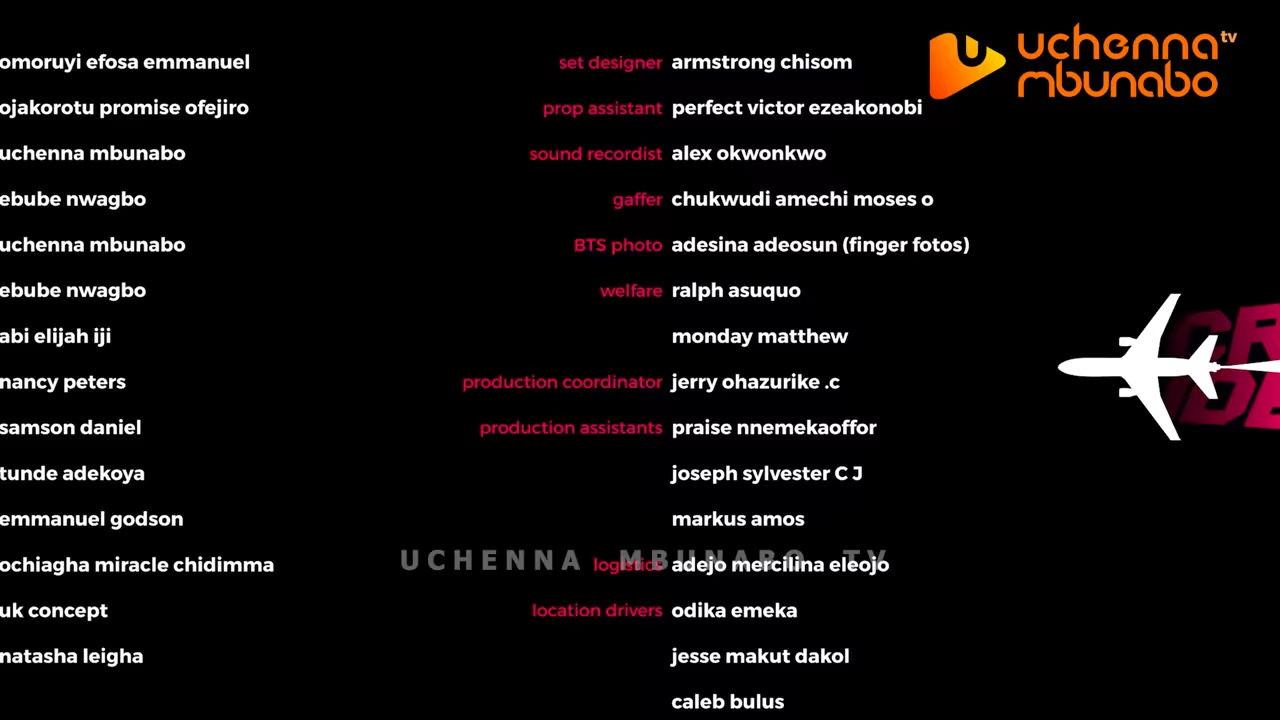 omoruyi efosa emmanuel
ojakorotu promise ofejiro
uchenna mbunabo
ebube nwagbo
uchenna mbunabo
ebube nwagbo
abi elijah iji
nancy peters
samson daniel
tunde adekoya
emmanuel godson
ochiagha miracle chidimma
uk concept
natasha leigha
set designer armstrong chisom
prop assistant perfect victor ezeakonobi
sound recordist alex okwonkwo
gaffer chukwudi amechi moses o
BTS photo adesina adeosun (finger fotos)
welfare ralph asuquo
monday matthew
production coordinator jerry ohazurike .c
production assistants praise nnemekaoffor
joseph sylvester C J
markus amos
logistics adejo mercilina eleojo
location drivers odika emeka
jesse makut dakol
caleb bulus
uchenna tv
mbunabo
UCHENNA MBUNABO TV